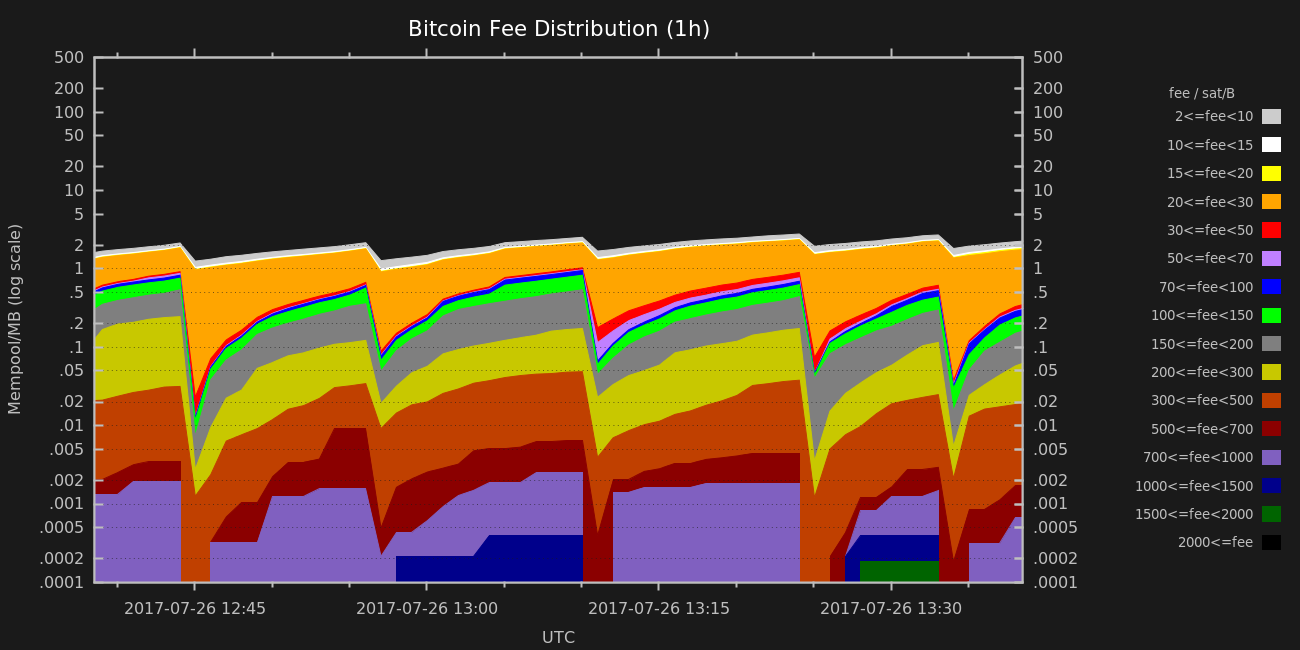 Bitcoin Fee Distribution (1h)
Mempool/MB (log scale)
500
200
100
50
20
10
5
2
1
.5
.2
.1
.05
.02
.01
.005
.002
.001
.0005
.0002
.0001
500
200
100
50
20
10
5
2
1
.5
.2
.1
.05
.02
.01
.005
.002
.001
.0005
.0002
.0001
2017-07-26 12:45
2017-07-26 13:00
2017-07-26 13:15
2017-07-26 13:30
UTC
fee / sat/B
2<=fee<10
10<=fee<15
15<=fee<20
20<=fee<30
30<=fee<50
50<=fee<70
70<=fee<100
100<=fee<150
150<=fee<200
200<=fee<300
300<=fee<500
500<=fee<700
700<=fee<1000
1000<=fee<1500
1500<=fee<2000
2000<=fee